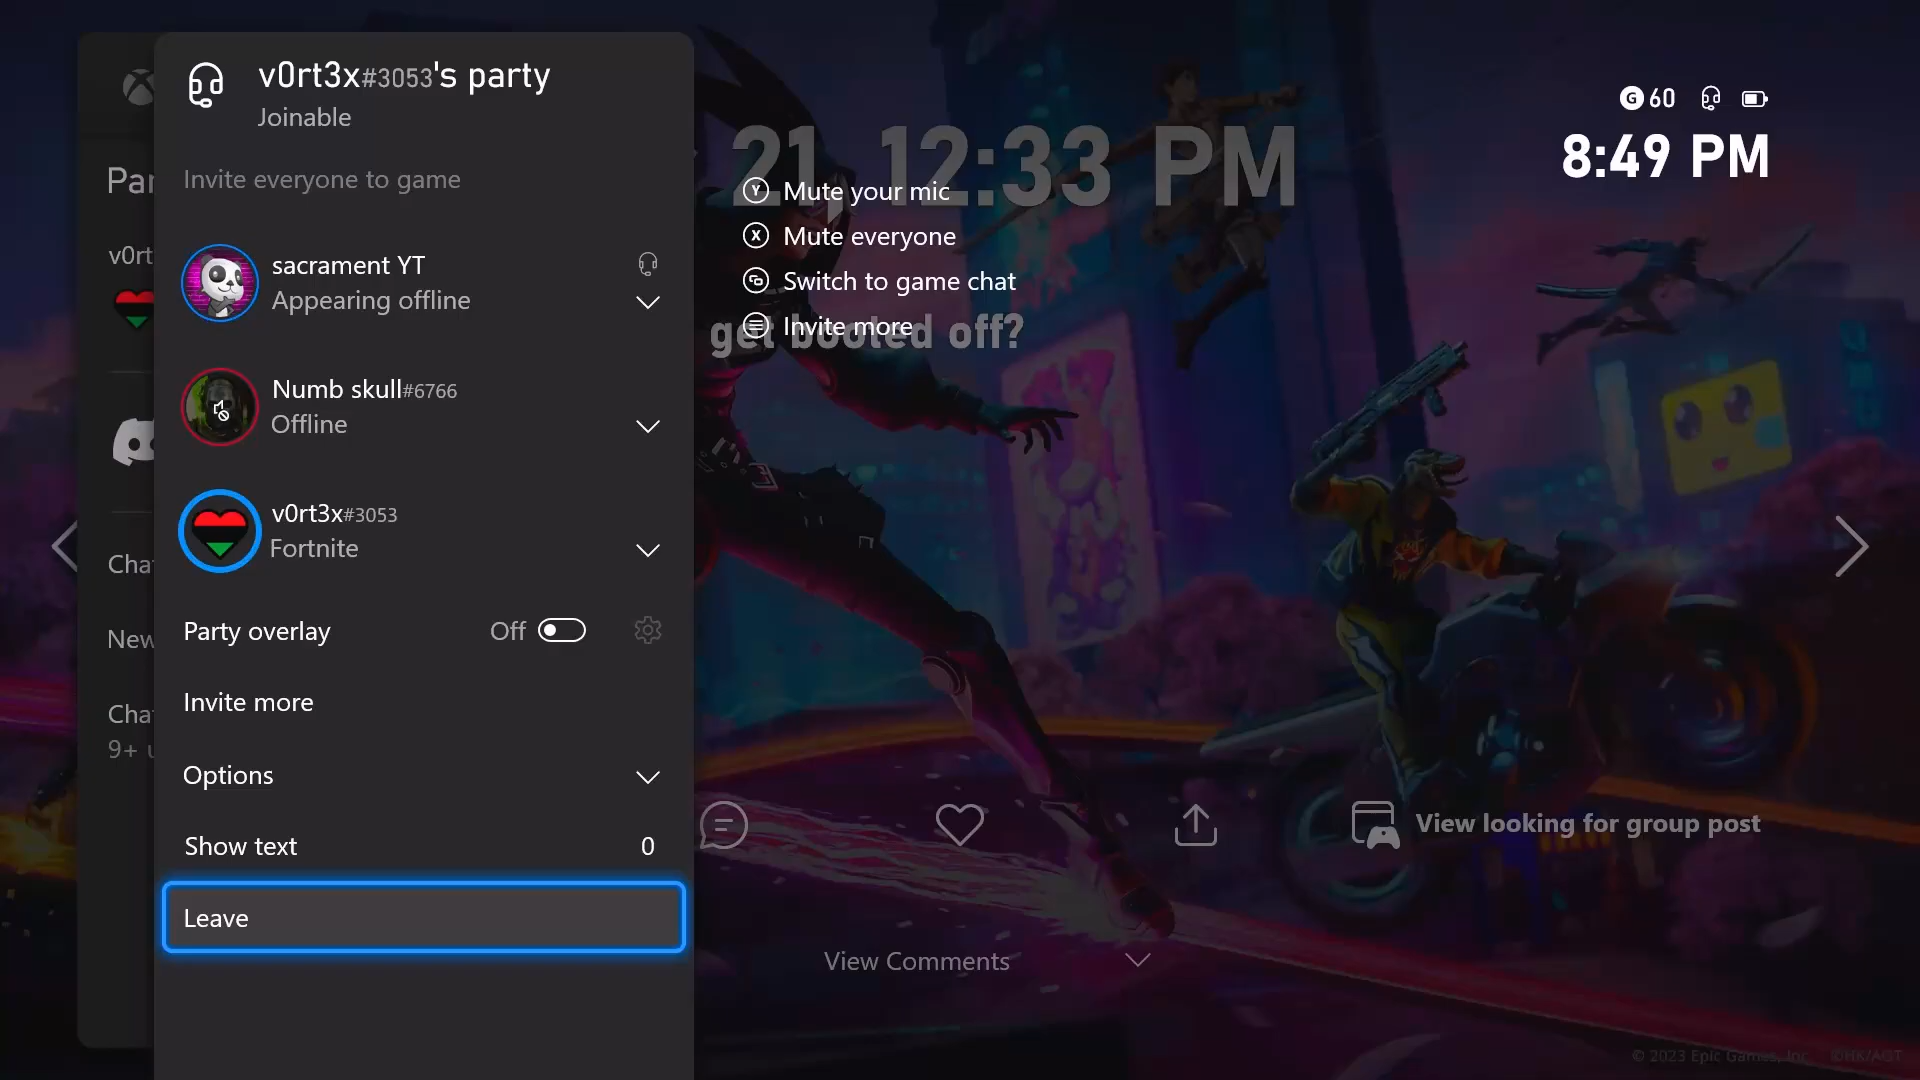 v0rt3x#3053's party
Joinable
Invite everyone to game
sacrament YT
Appearing offline
Numb skull#6766
Offline
v0rt3x#3053
Fortnite
Party overlay
Off
Invite more
Options
Show text
0
Leave
Par
v0rt
Cha
New
Cha
9+
21, 12:33 PM
Mute your mic
Mute everyone
Switch to game chat
Invite more
get booted off?
G 60
8:49 PM
View looking for group post
View Comments
© 2023 Epic Games, Inc.